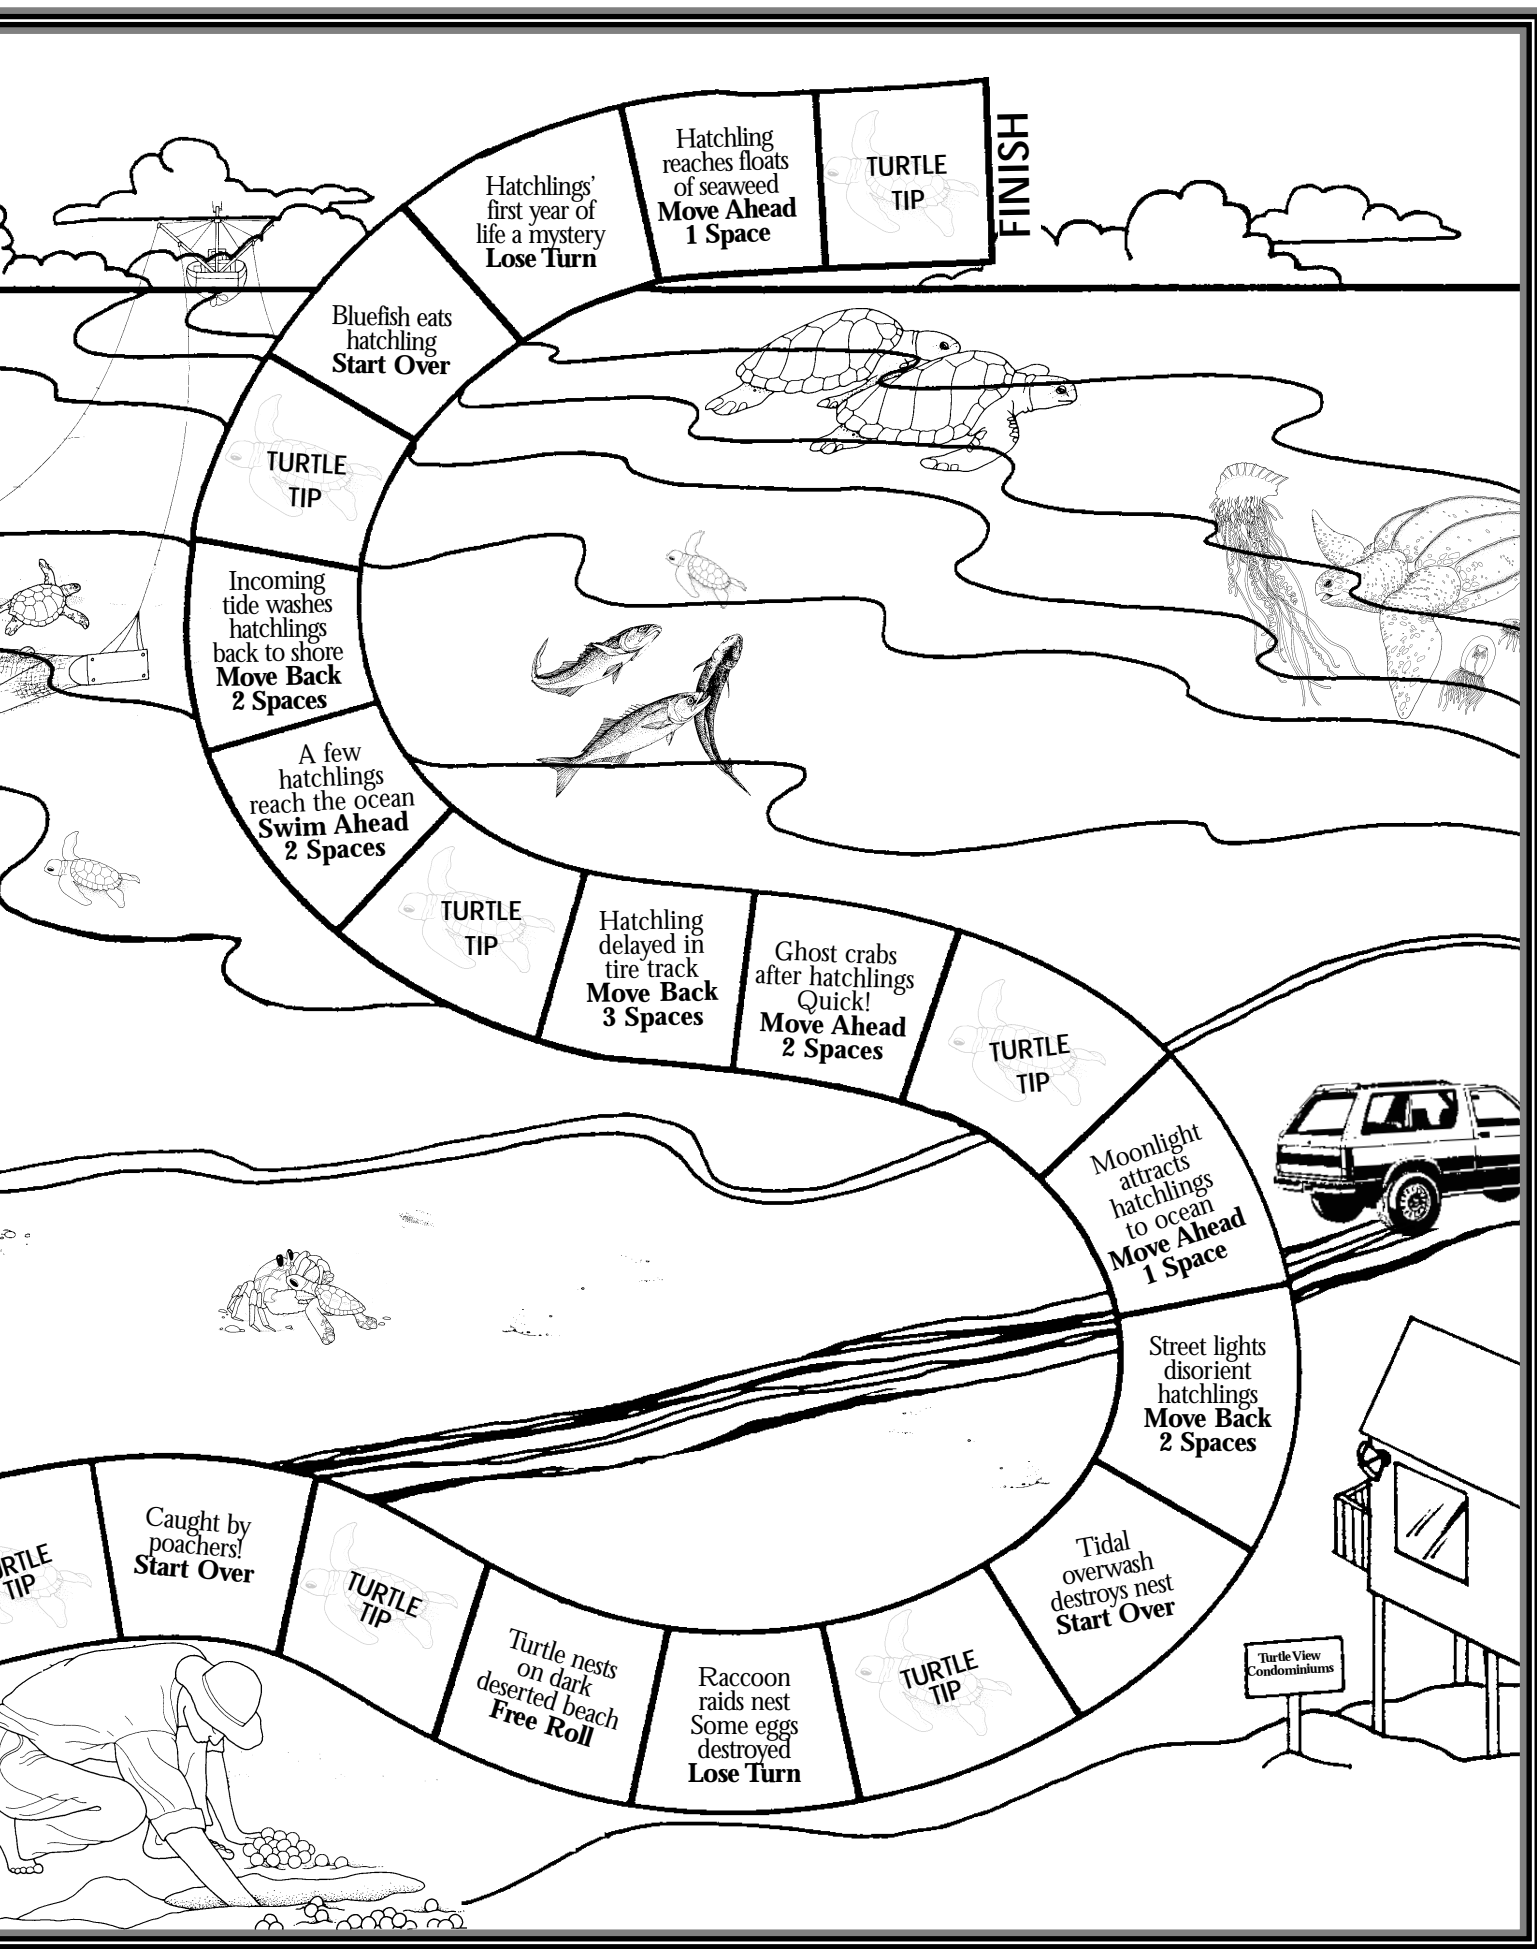 Hatchling
reaches floats
of seaweed
Move Ahead
1 Space
TURTLE
TIP
FINISH
Hatchlings’
first year of
life a mystery
Lose Turn
Bluefish eats
hatchling
Start Over
TURTLE
TIP
Incoming
tide washes
hatchlings
back to shore
Move Back
2 Spaces
A few
hatchlings
reach the ocean
Swim Ahead
2 Spaces
TURTLE
TIP
Hatchling
delayed in
tire track
Move Back
3 Spaces
Ghost crabs
after hatchlings
Quick!
Move Ahead
2 Spaces
TURTLE
TIP
Moonlight
attracts
hatchlings
to ocean
Move Ahead
1 Space
Street lights
disorient
hatchlings
Move Back
2 Spaces
Tidal
overwash
destroys nest
Start Over
TURTLE
TIP
Raccoon
raids nest
Some eggs
destroyed
Lose Turn
Turtle nests
on dark
deserted beach
Free Roll
TURTLE
TIP
Caught by
poachers!
Start Over
RTLE
TIP
Turtle View
Condominiums